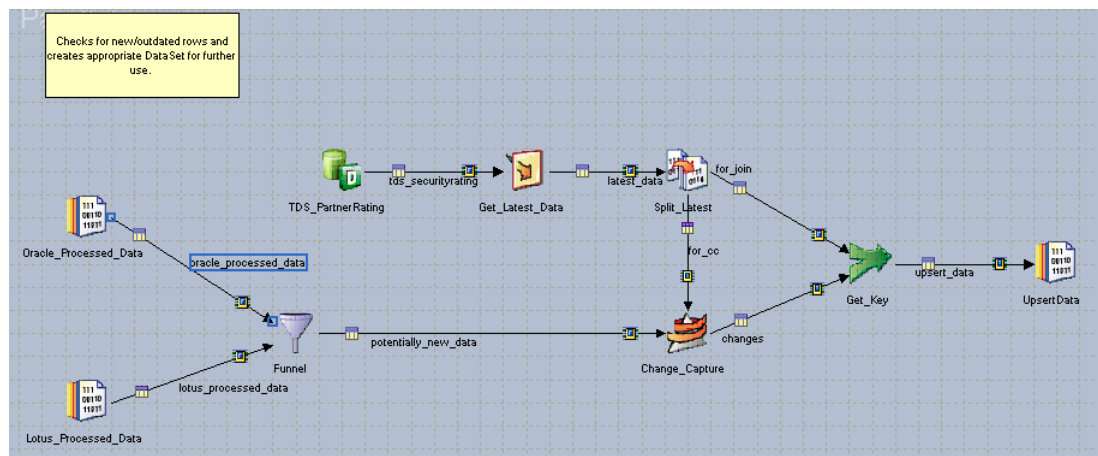 Checks for new/outdated rows and
creates appropriate DataSet for further
use.
tds_securityrating
latest_data
for_join
TDS_PartnerRating
Get_Latest_Data
Split_Latest
Oracle_Processed_Data
oracle_processed_data
for_cc
upsert_data
Get_Key
UpsertData
potentially_new_data
changes
Funnel
Change_Capture
lotus_processed_data
Lotus_Processed_Data